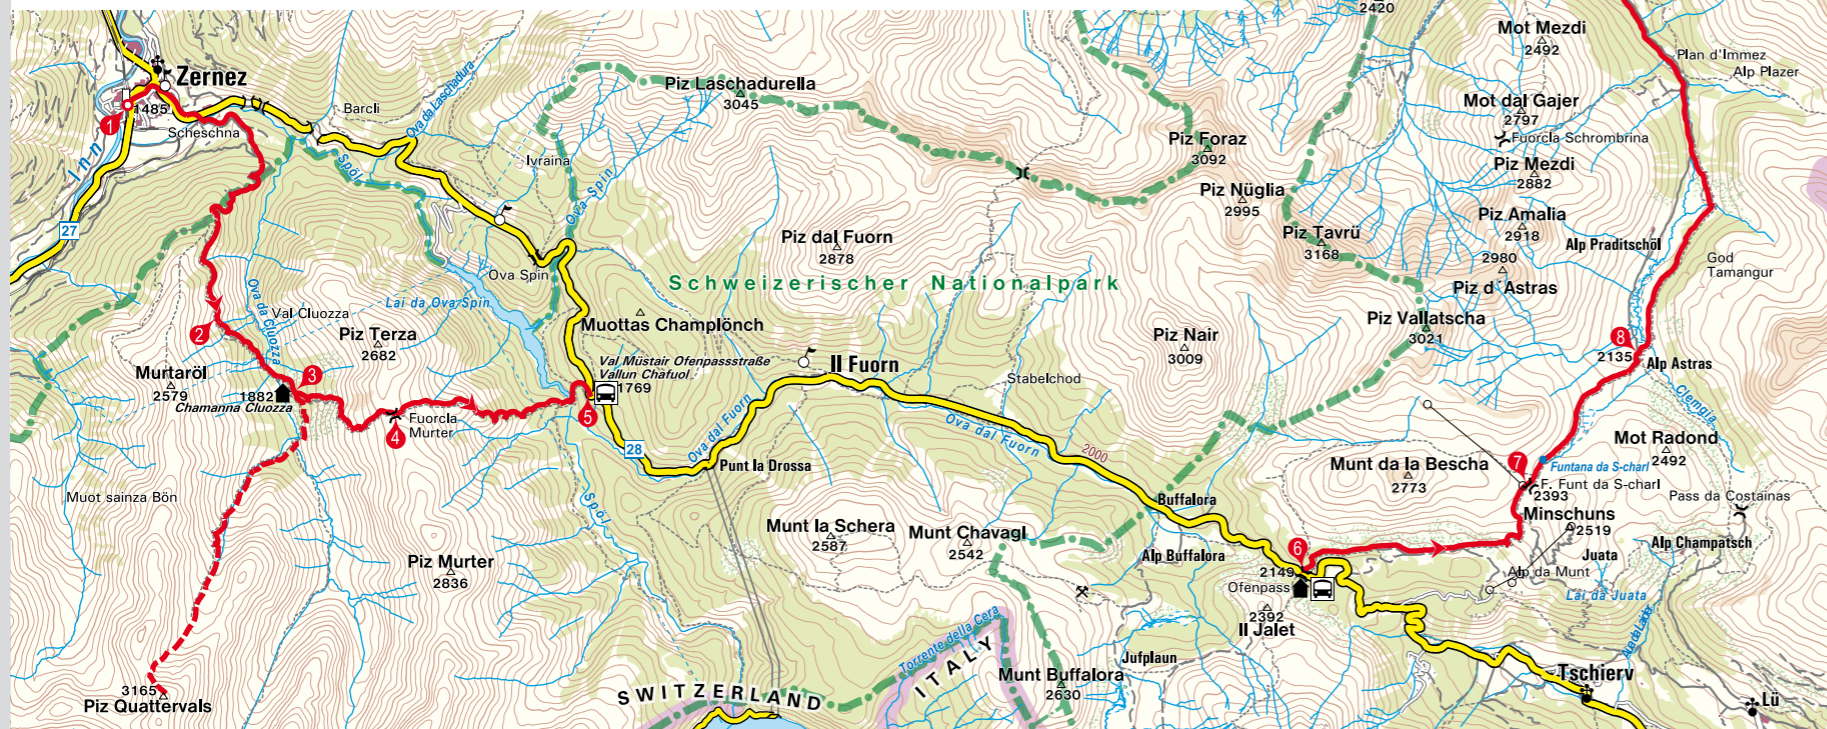 2420
Mot Mezdi
2492
Plan d'Immez
Alp Plazer
Zernez
Piz Laschadurella
3045
Ova da Laschadura
Barcli
1485
1
Scheschna
Inn
Mot dal Gajer
2797
Fuorcla Schrombrina
Piz Foraz
3092
Piz Mezdi
2882
Ivraina
Spöl
Ova Spin
Piz Nüglia
2995
Piz Amalia
2918
27
Piz dal Fuorn
2878
Piz Tavrü
3168
Alp Praditschöl
God
Tamangur
2980
Piz d' Astras
Ova Spin
Schweizerischer Nationalpark
Ova da Cluozza
Lai da Ova Spin
Val Cluozza
2
Piz Terza
2682
Muottas Champlönch
Piz Vallatscha
3021
Piz Nair
3009
8
2135
Alp Astras
Murtaröl
2579
3
1882
Chamanna Cluozza
Val Müstair Ofenpassstraße
Vallun Chafuol
1769
Il Fuorn
Stabelchod
Clemgia
Fuorcla
Murter
4
5
28
Ova dal Fuorn
Ova dal Fuorn
2000
Mot Radond
2492
Punt la Drossa
Munt da la Bescha
2773
7
Funtana da S-charl
F. Funt da S-charl
2393
Pass da Costainas
Muot sainza Bön
Spöl
Buffalora
Minschuns
2519
Munt la Schera
2587
Munt Chavagl
2542
Alp Buffalora
6
2149
Ofenpass
Juata
Alp Champatsch
Piz Murter
2836
Alp da Munt
Lai da Juata
2392
Il Jalet
Torrente della Cera
Jufplaun
Munt Buffalora
2630
Tschierv
Lü
3165
Piz Quattervals
SWITZERLAND
ITALY